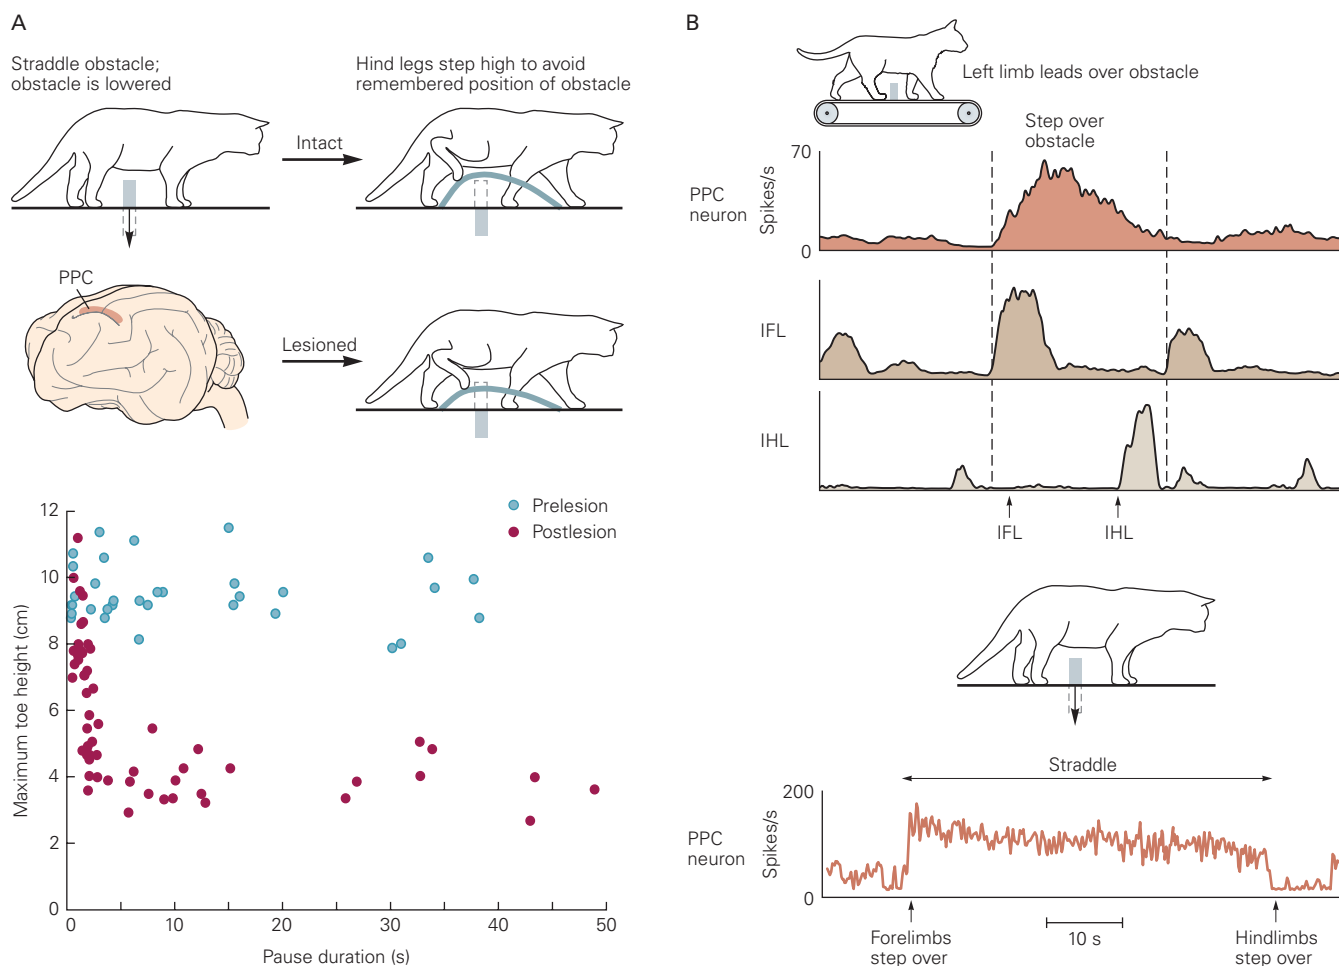 A
Straddle obstacle;
obstacle is lowered
Intact
Hind legs step high to avoid
remembered position of obstacle
PPC
Lesioned
Prelesion
Postlesion
Maximum toe height (cm)
12
10
8
6
4
2
0
0 10 20 30 40 50
Pause duration (s)
B
Left limb leads over obstacle
Step over
obstacle
PPC
neuron
Spikes/s
70
0
IFL
IHL
IFL IHL
Straddle
PPC
neuron
Spikes/s
200
0
Forelimbs
step over
10 s
Hindlimbs
step over